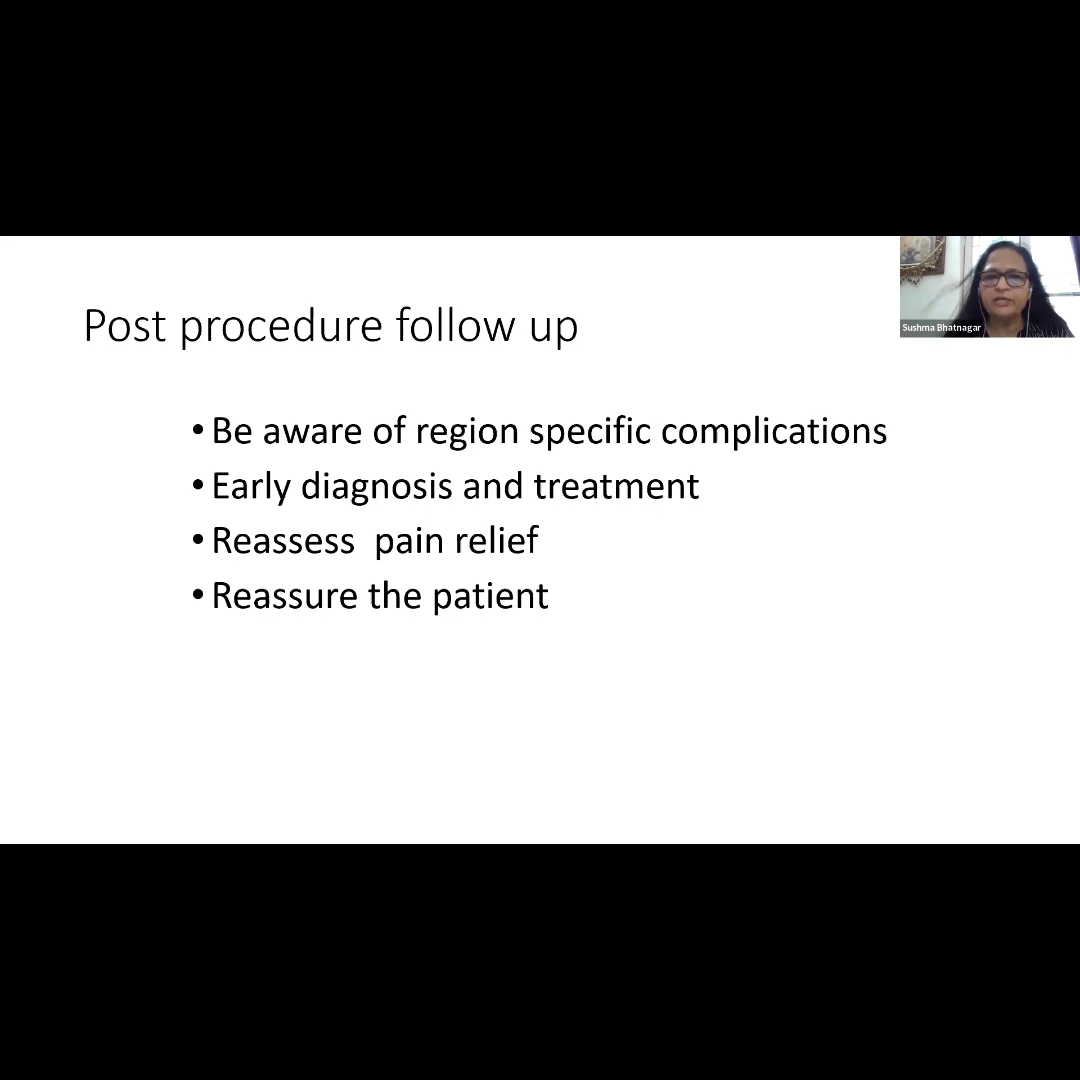 Post procedure follow up
Sushma Bhatnagar
• Be aware of region specific complications
• Early diagnosis and treatment
• Reassess  pain relief
• Reassure the patient